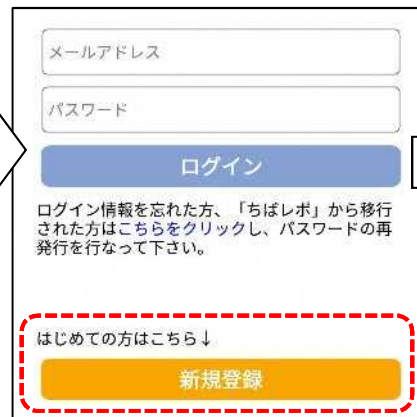 メールアドレス
パスワード
ログイン
ログイン情報を忘れた方、「ちばレポ」から移行
された方はこちらをクリックし、パスワードの再
発行を行なって下さい。
はじめての方はこちら↓
新規登録